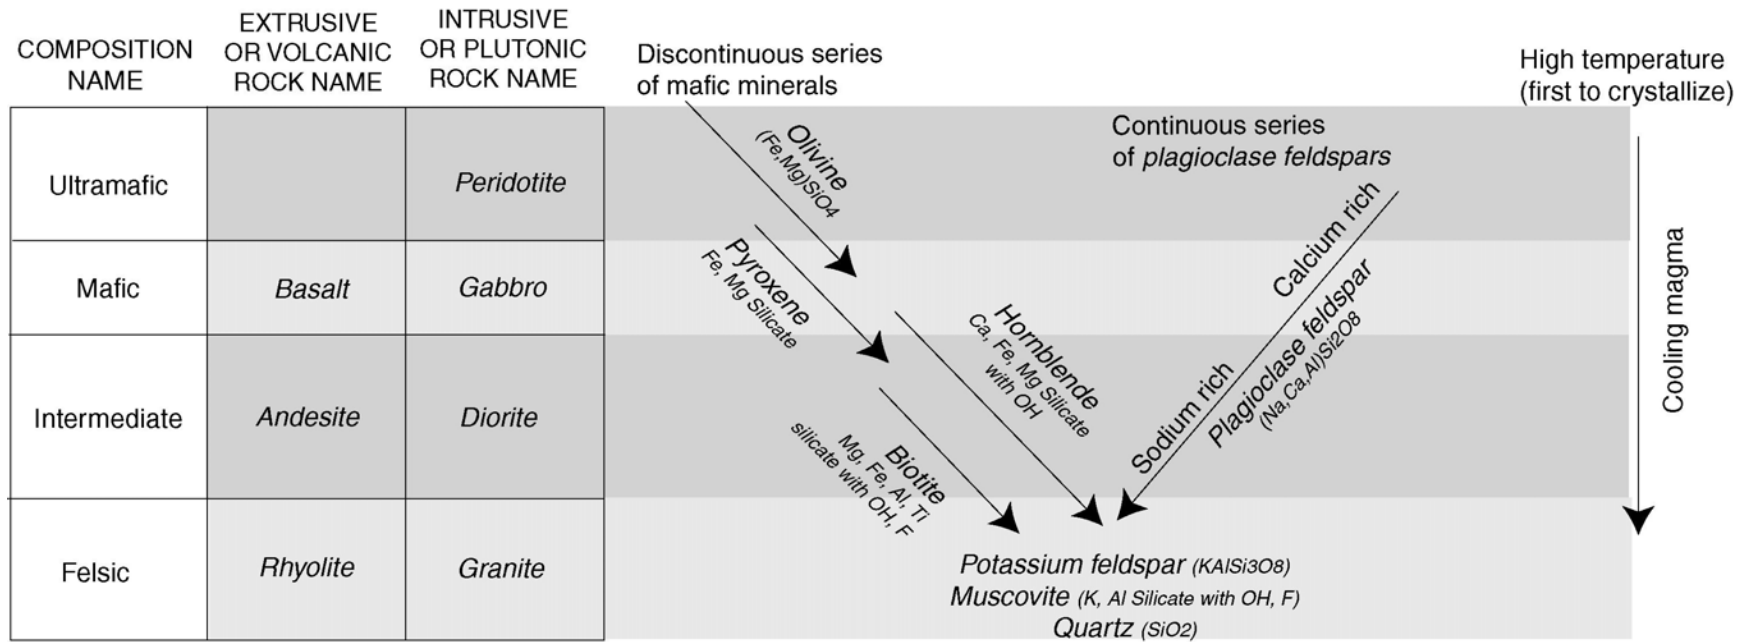 COMPOSITION
NAME
EXTRUSIVE
OR VOLCANIC
ROCK NAME
INTRUSIVE
OR PLUTONIC
ROCK NAME
Discontinuous series
of mafic minerals
High temperature
(first to crystallize)
Continuous series
of plagioclase feldspars
Ultramafic
Peridotite
Mafic
Basalt
Gabbro
Intermediate
Andesite
Diorite
Felsic
Rhyolite
Granite
Olivine
(Fe,Mg)SiO4
Pyroxene
Fe, Mg Silicate
Hornblende
Ca, Fe, Mg Silicate
with OH
Biotite
Mg, Fe, Al, Ti
silicate with OH, F
Calcium rich
Sodium rich
Plagioclase feldspar
(Na,Ca,Al)Si2O8
Cooling magma
Potassium feldspar (KAlSi3O8)
Muscovite (K, Al Silicate with OH, F)
Quartz (SiO2)